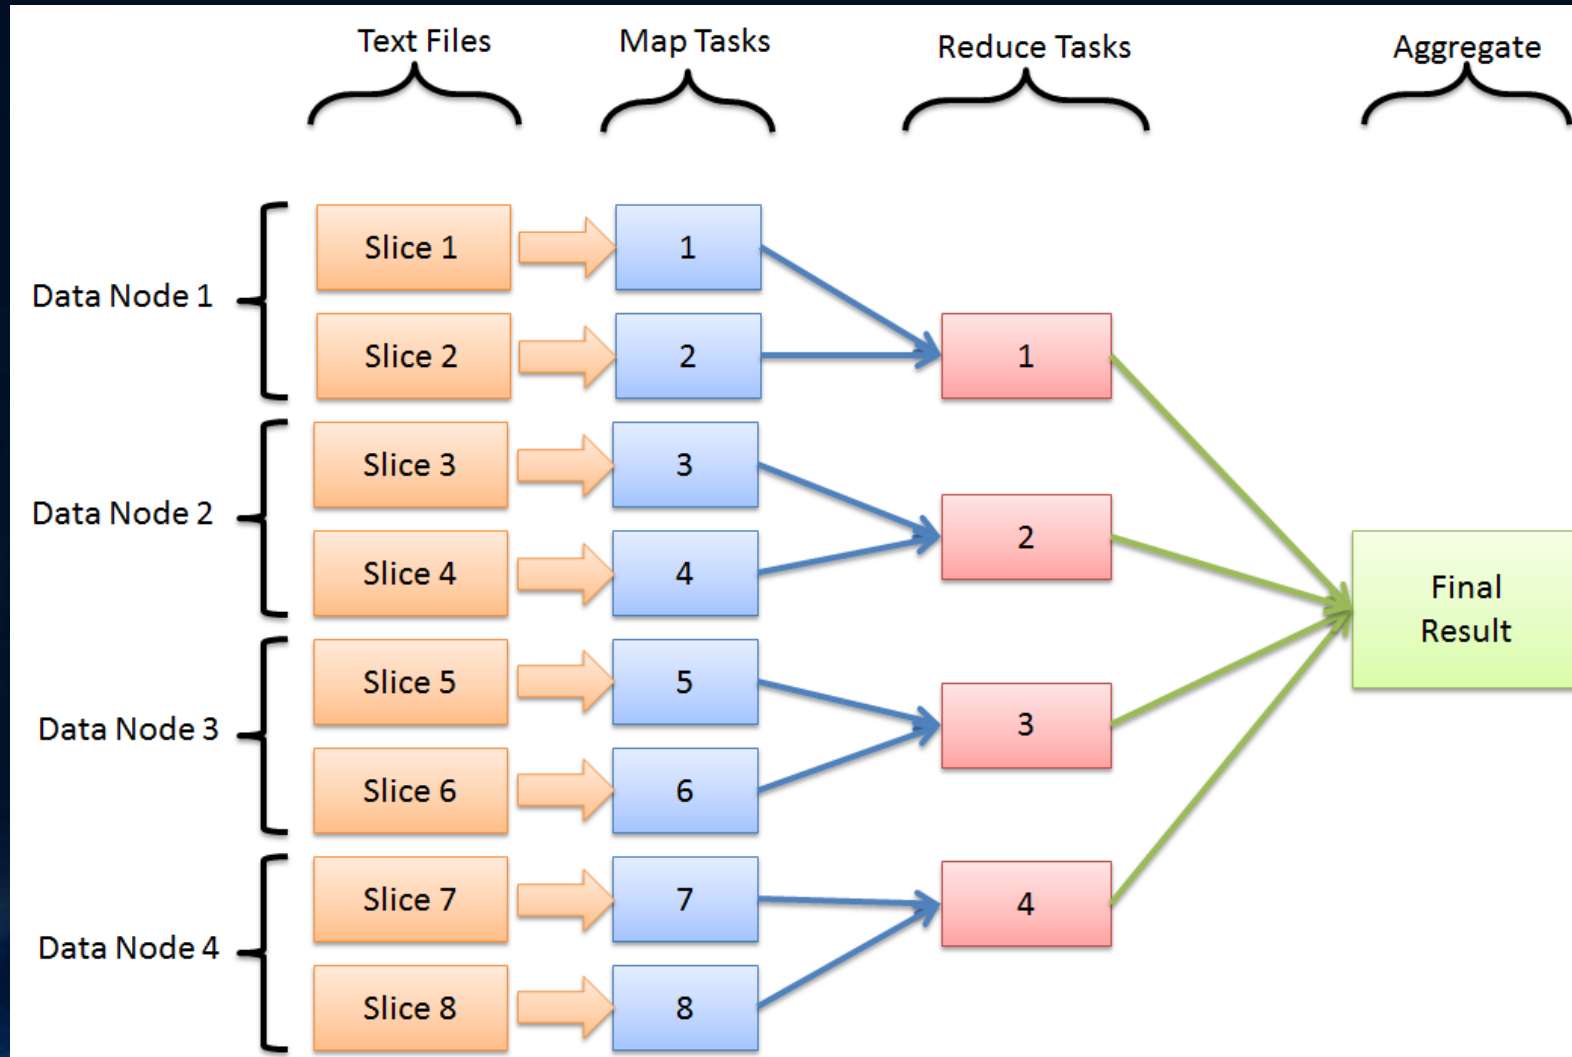 Text Files
Map Tasks
Reduce Tasks
Aggregate
Data Node 1
Slice 1
1
Slice 2
2
1
Data Node 2
Slice 3
3
Slice 4
4
2
Data Node 3
Slice 5
5
Slice 6
6
3
Data Node 4
Slice 7
7
Slice 8
8
4
Final
Result